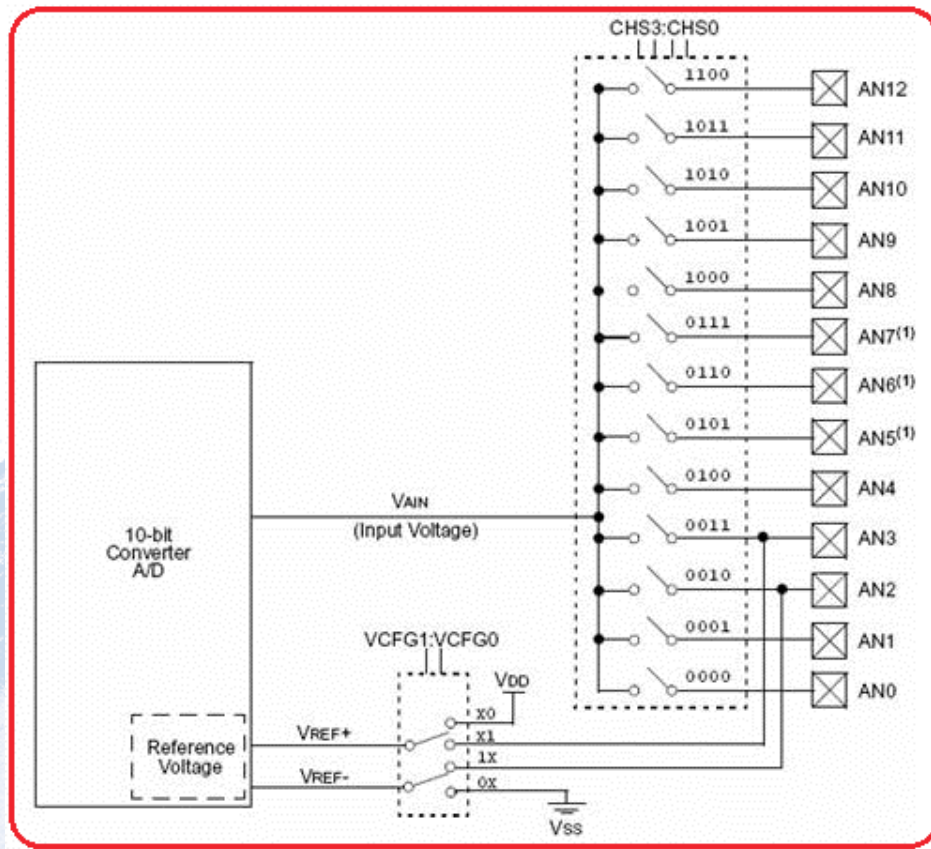 CHS3:CHS0
1100
AN12
1011
AN11
1010
AN10
1001
AN9
1000
AN8
0111
AN7(1)
0110
AN6(1)
0101
AN5(1)
0100
AN4
VAIN
(Input Voltage)
10-bit
Converter
A/D
0011
AN3
0010
AN2
0001
AN1
0000
AN0
VCFG1:VCFG0
VDD
X0
VREF+
X1
Reference
Voltage
1X
VREF-
0X
VSS